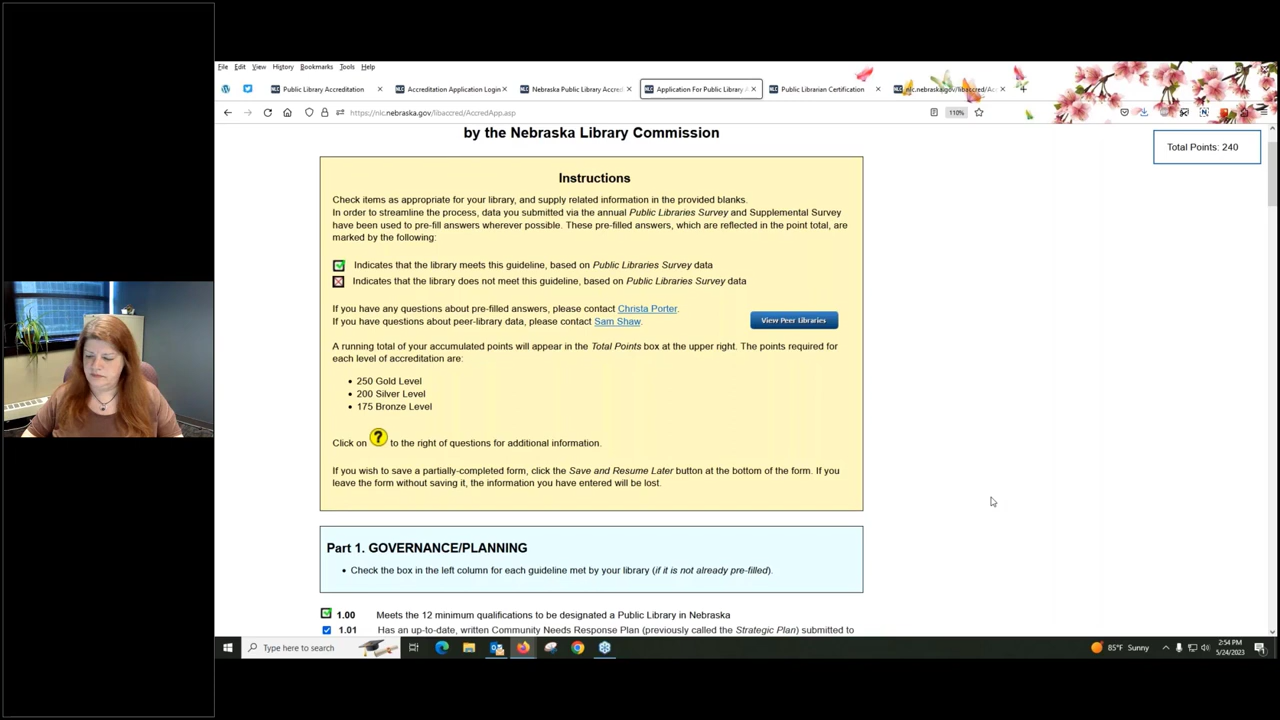 File Edit View History Bookmarks Tools Help
Public Library Accreditation × Accreditation Application Login × Nebraska Public Library Accred × Application For Public Library A × Public Librarian Certification × nlc.nebraska.gov/libaccred/Acc × +
https://nlc.nebraska.gov/libaccred/AccredApp.asp 110%
by the Nebraska Library Commission
Total Points: 240
Instructions
Check items as appropriate for your library, and supply related information in the provided blanks.
In order to streamline the process, data you submitted via the annual Public Libraries Survey and Supplemental Survey
have been used to pre-fill answers wherever possible. These pre-filled answers, which are reflected in the point total, are
marked by the following:
Indicates that the library meets this guideline, based on Public Libraries Survey data
Indicates that the library does not meet this guideline, based on Public Libraries Survey data
If you have any questions about pre-filled answers, please contact Christa Porter.
If you have questions about peer-library data, please contact Sam Shaw.
View Peer Libraries
A running total of your accumulated points will appear in the Total Points box at the upper right. The points required for
each level of accreditation are:
• 250 Gold Level
• 200 Silver Level
• 175 Bronze Level
Click on ? to the right of questions for additional information.
If you wish to save a partially-completed form, click the Save and Resume Later button at the bottom of the form. If you
leave the form without saving it, the information you have entered will be lost.
Part 1. GOVERNANCE/PLANNING
• Check the box in the left column for each guideline met by your library (if it is not already pre-filled).
1.00 Meets the 12 minimum qualifications to be designated a Public Library in Nebraska
1.01 Has an up-to-date, written Community Needs Response Plan (previously called the Strategic Plan) submitted to
Type here to search
85°F Sunny
2:54 PM
5/24/2023